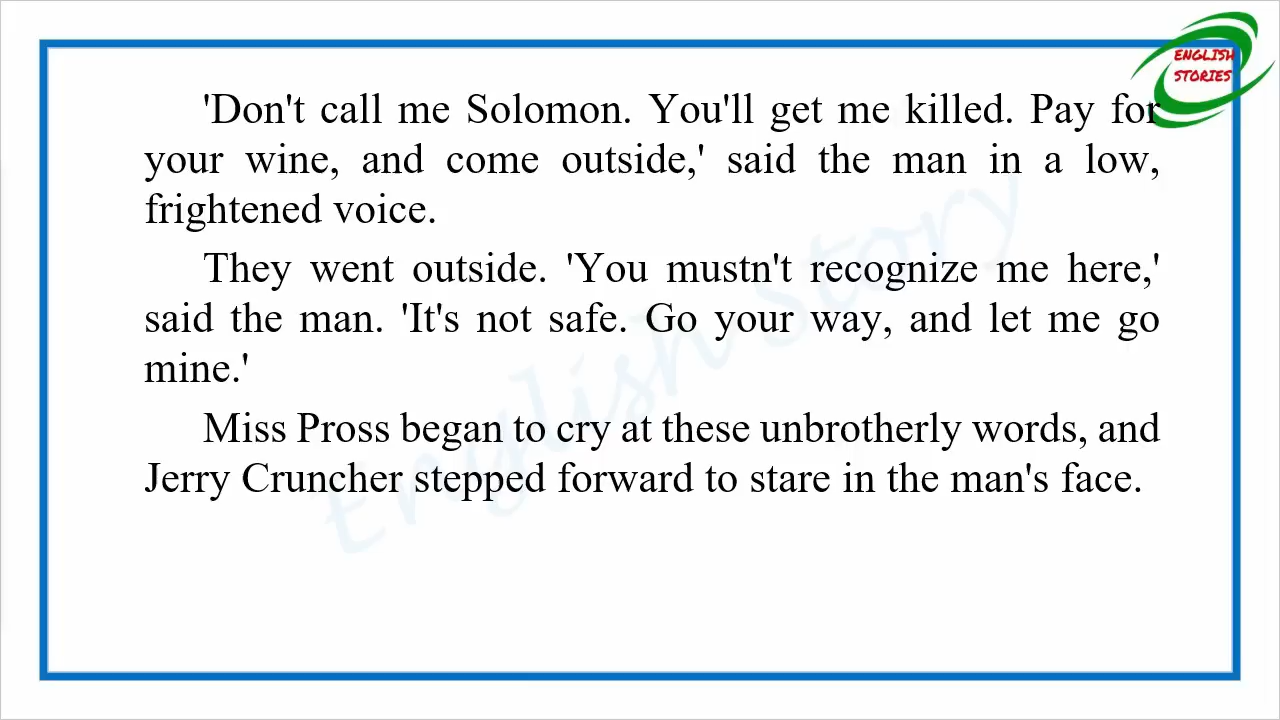 ENGLISH
STORIES
'Don't call me Solomon. You'll get me killed. Pay for
your wine, and come outside,' said the man in a low,
frightened voice.
They went outside. 'You mustn't recognize me here,'
said the man. 'It's not safe. Go your way, and let me go
mine.'
Miss Pross began to cry at these unbrotherly words, and
Jerry Cruncher stepped forward to stare in the man's face.
English Story